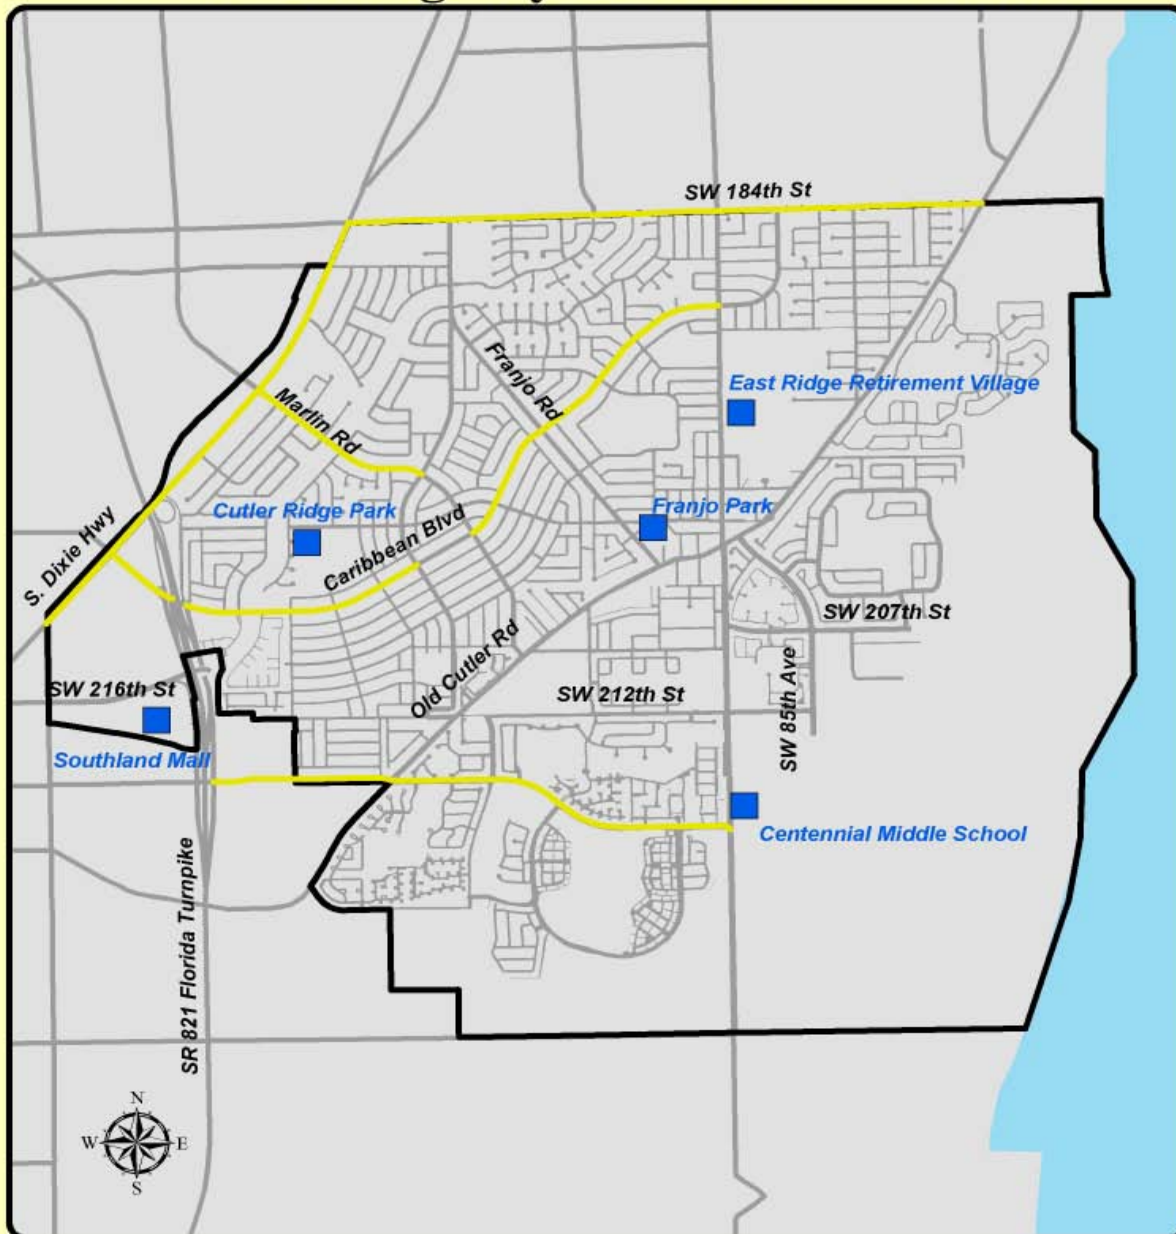 SW 184th St
Franjo Rd
East Ridge Retirement Village
Marlin Rd
Cutler Ridge Park
Franjo Park
S. Dixie Hwy
Caribbean Blvd
SW 207th St
Old Cutler Rd
SW 216th St
SW 212th St
SW 85th Ave
Southland Mall
Centennial Middle School
SR 821 Florida Turnpike
N
W E
S